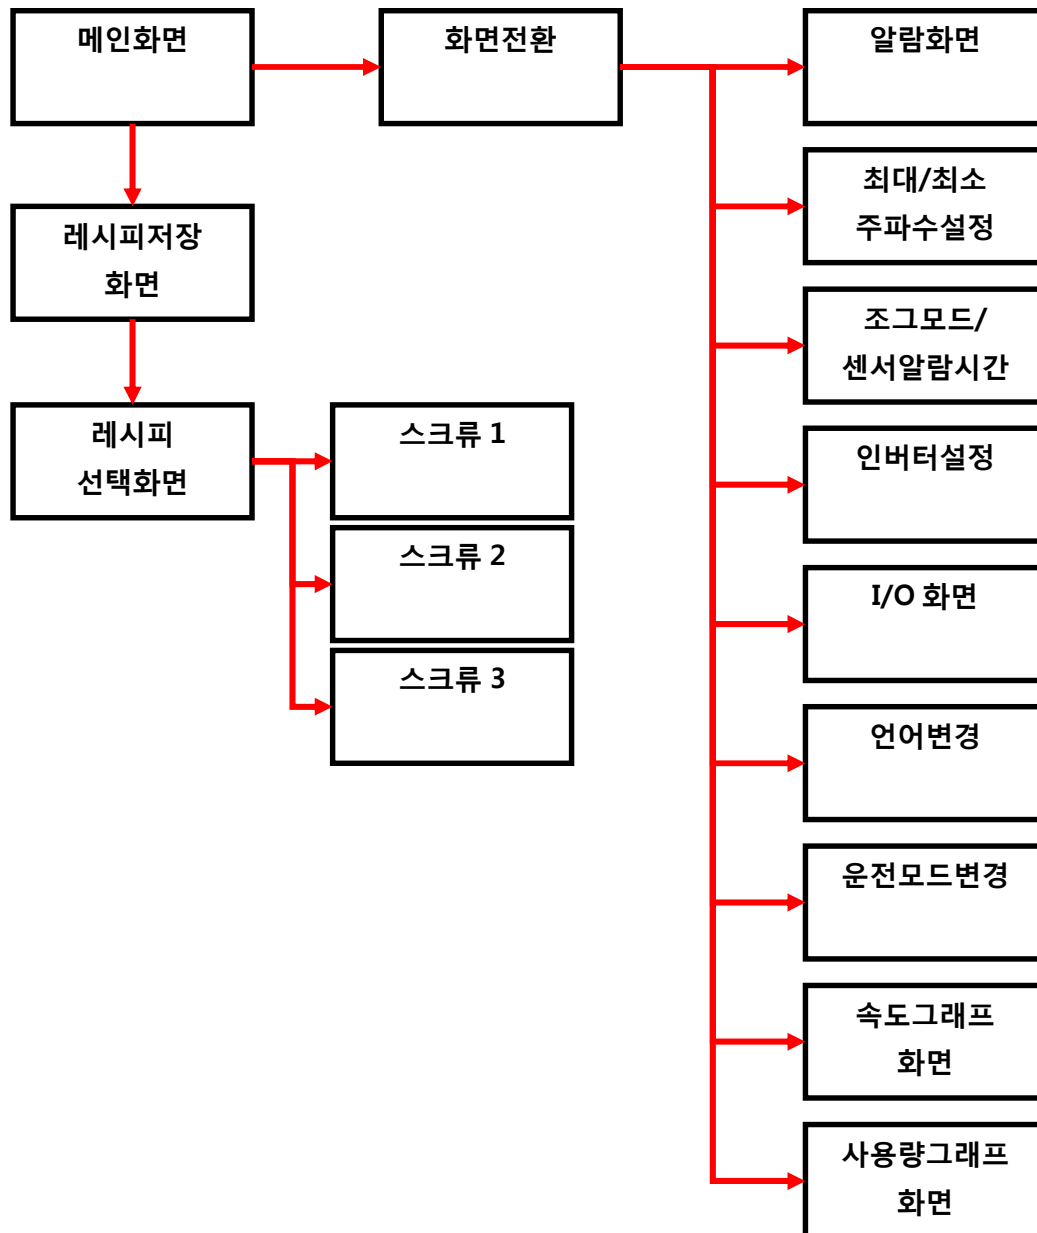 메인화면
화면전환
알람화면
최대/최소
주파수설정
레시피저장
화면
조그모드/
센서알람시간
레시피
선택화면
스크류 1
스크류 2
스크류 3
인버터설정
I/O 화면
언어변경
운전모드변경
속도그래프
화면
사용량그래프
화면